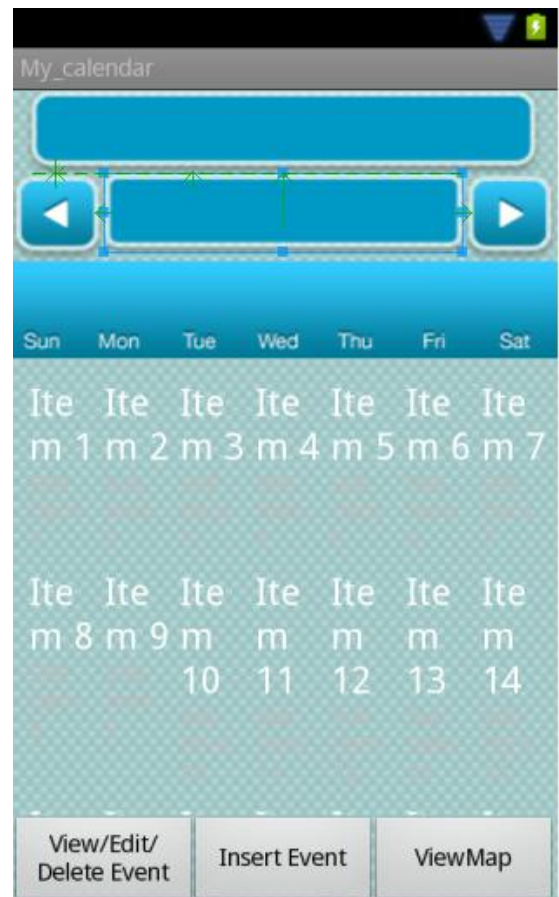 My_calendar
Sun Mon Tue Wed Thu Fri Sat
Ite Ite Ite Ite Ite Ite Ite
m 1 m 2 m 3 m 4 m 5 m 6 m 7
Ite Ite Ite Ite Ite Ite Ite
m 8 m 9 m m m m m
10 11 12 13 14
View/Edit/
Delete Event
Insert Event
ViewMap